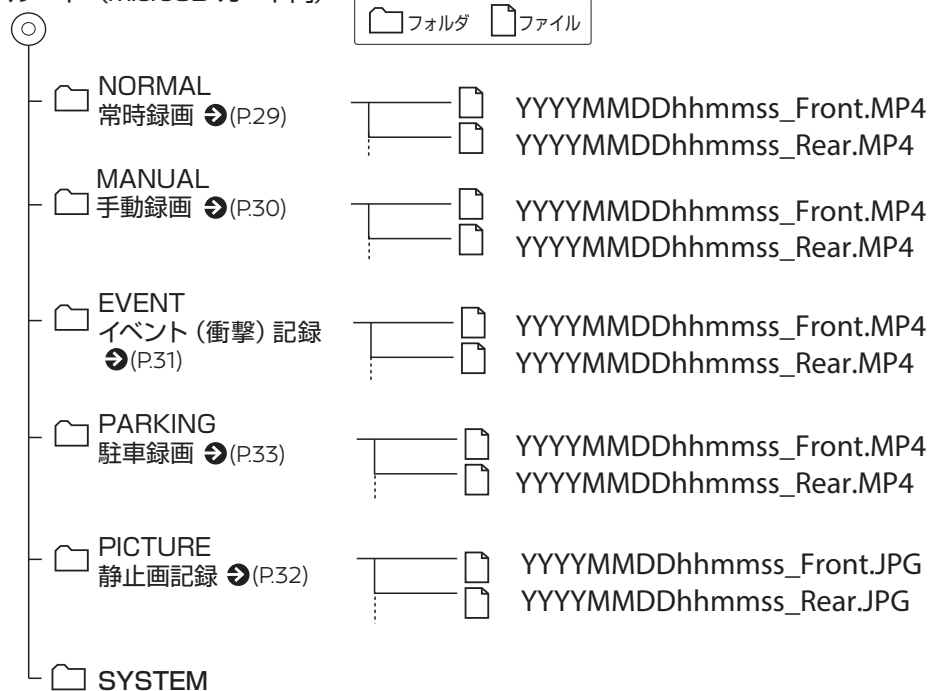 フォルダ ファイル
NORMAL
常時録画 (P.29)
YYYYMMDDhhmmss_Front.MP4
YYYYMMDDhhmmss_Rear.MP4
MANUAL
手動録画 (P.30)
YYYYMMDDhhmmss_Front.MP4
YYYYMMDDhhmmss_Rear.MP4
EVENT
イベント（衝撃）記録
(P.31)
YYYYMMDDhhmmss_Front.MP4
YYYYMMDDhhmmss_Rear.MP4
PARKING
駐車録画 (P.33)
YYYYMMDDhhmmss_Front.MP4
YYYYMMDDhhmmss_Rear.MP4
PICTURE
静止画記録 (P.32)
YYYYMMDDhhmmss_Front.JPG
YYYYMMDDhhmmss_Rear.JPG
SYSTEM